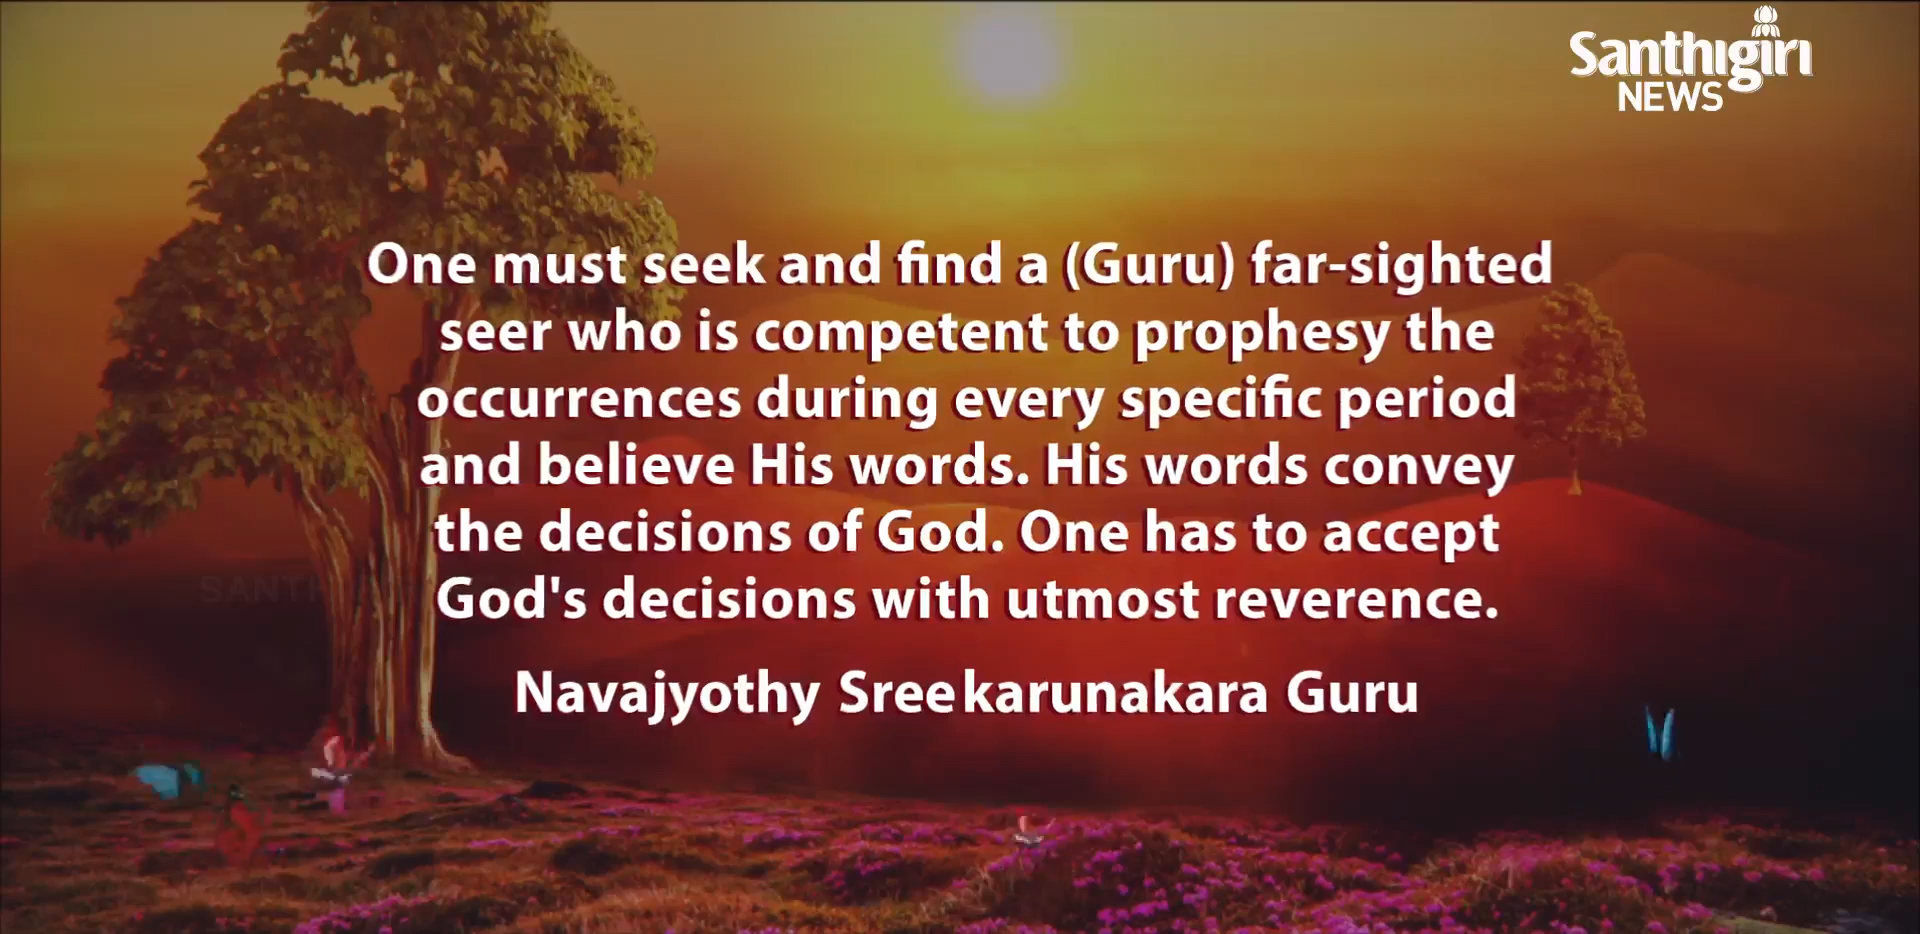 Santhigiri
NEWS
One must seek and find a (Guru) far-sighted
seer who is competent to prophesy the
occurrences during every specific period
and believe His words. His words convey
the decisions of God. One has to accept
God's decisions with utmost reverence.
Navajyothy Sreekarunakara Guru